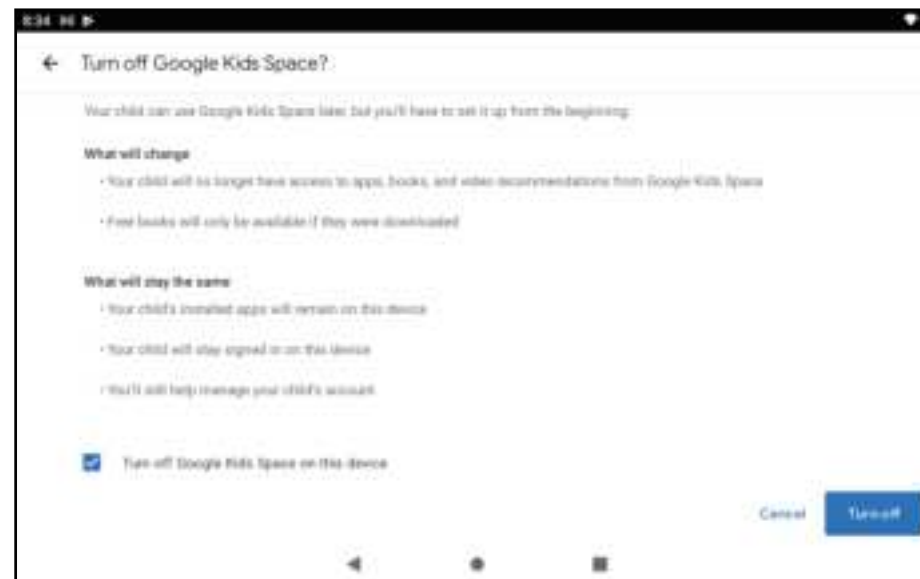 8:34
Turn off Google Kids Space?
Your child can use Google Kids Space later, but you'll have to set it up from the beginning.
What will change
• Your child will no longer have access to apps, books, and video recommendations from Google Kids Space
• Free books will only be available if they were downloaded
What will stay the same
• Your child's installed apps will remain on this device
• Your child will stay signed in on this device
• You'll still help manage your child's account
Turn off Google Kids Space on this device
Cancel
Turn off